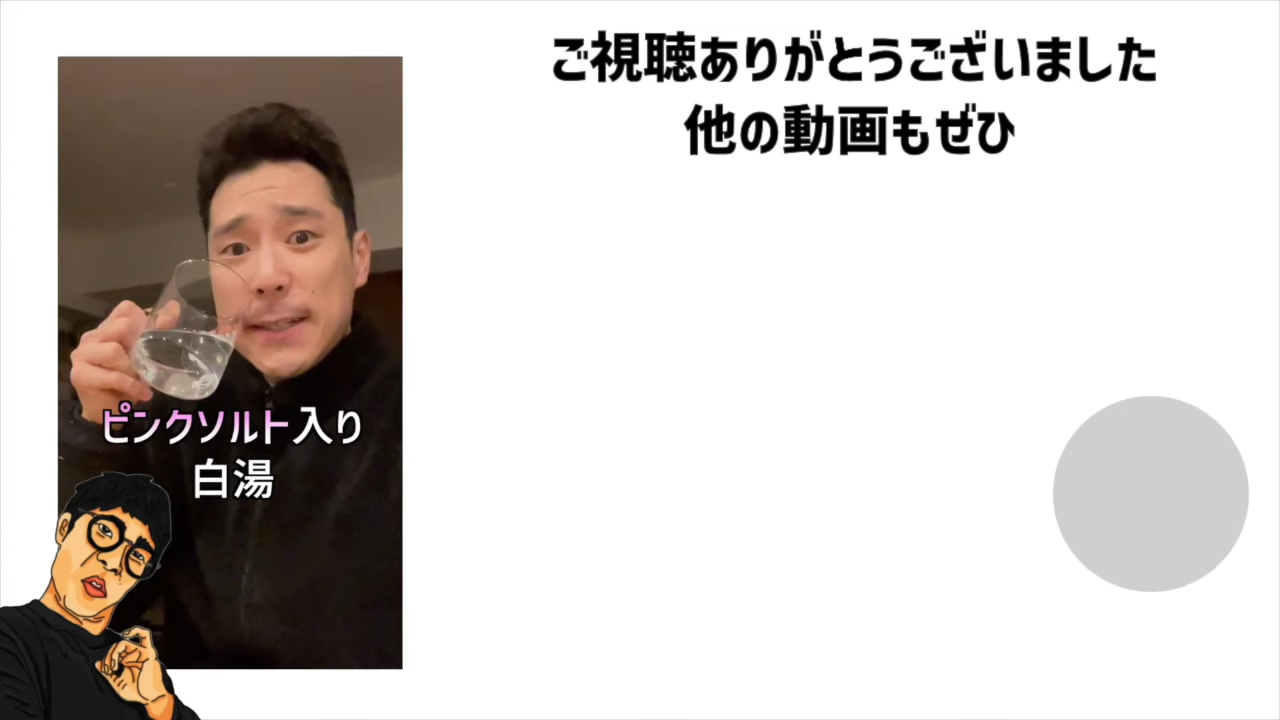 ご視聴ありがとうございました
他の動画もぜひ
ピンクソルト入り
白湯